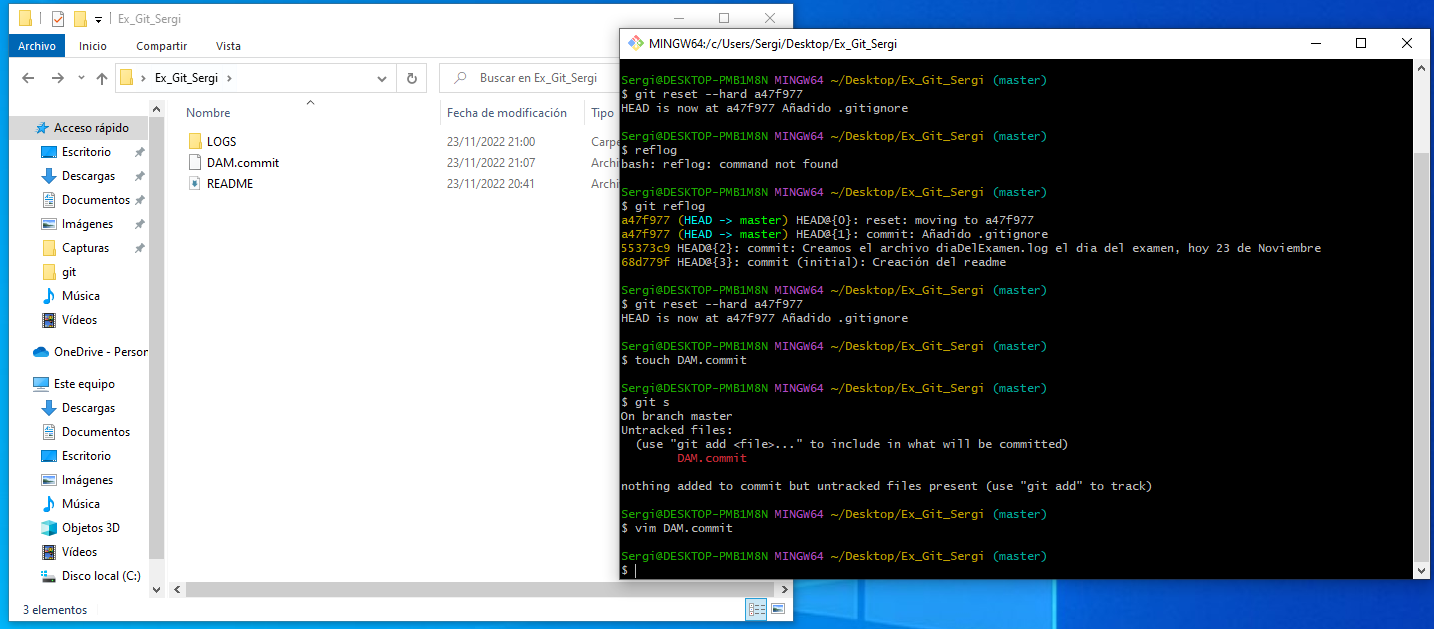 Ex_Git_Sergi
Archivo Inicio Compartir Vista
Ex_Git_Sergi
Buscar en Ex_Git_Sergi
Nombre Fecha de modificación Tipo
LOGS 23/11/2022 21:00 Carpe
DAM.commit 23/11/2022 21:07 Archi
README 23/11/2022 20:41 Archi
Acceso rápido
Escritorio
Descargas
Documentos
Imágenes
Capturas
git
Música
Vídeos
OneDrive - Person
Este equipo
Descargas
Documentos
Escritorio
Imágenes
Música
Objetos 3D
Vídeos
Disco local (C:)
3 elementos
MINGW64:/c/Users/Sergi/Desktop/Ex_Git_Sergi
Sergi@DESKTOP-PMB1M8N MINGW64 ~/Desktop/Ex_Git_Sergi (master)
$ git reset --hard a47f977
HEAD is now at a47f977 Añadido .gitignore
Sergi@DESKTOP-PMB1M8N MINGW64 ~/Desktop/Ex_Git_Sergi (master)
$ reflog
bash: reflog: command not found
Sergi@DESKTOP-PMB1M8N MINGW64 ~/Desktop/Ex_Git_Sergi (master)
$ git reflog
a47f977 (HEAD -> master) HEAD@{0}: reset: moving to a47f977
a47f977 (HEAD -> master) HEAD@{1}: commit: Añadido .gitignore
55373c9 HEAD@{2}: commit: Creamos el archivo diaDelExamen.log el dia del examen, hoy 23 de Noviembre
68d779f HEAD@{3}: commit (initial): Creación del readme
Sergi@DESKTOP-PMB1M8N MINGW64 ~/Desktop/Ex_Git_Sergi (master)
$ git reset --hard a47f977
HEAD is now at a47f977 Añadido .gitignore
Sergi@DESKTOP-PMB1M8N MINGW64 ~/Desktop/Ex_Git_Sergi (master)
$ touch DAM.commit
Sergi@DESKTOP-PMB1M8N MINGW64 ~/Desktop/Ex_Git_Sergi (master)
$ git s
On branch master
Untracked files:
(use "git add <file>..." to include in what will be committed)
DAM.commit
nothing added to commit but untracked files present (use "git add" to track)
Sergi@DESKTOP-PMB1M8N MINGW64 ~/Desktop/Ex_Git_Sergi (master)
$ vim DAM.commit
Sergi@DESKTOP-PMB1M8N MINGW64 ~/Desktop/Ex_Git_Sergi (master)
$